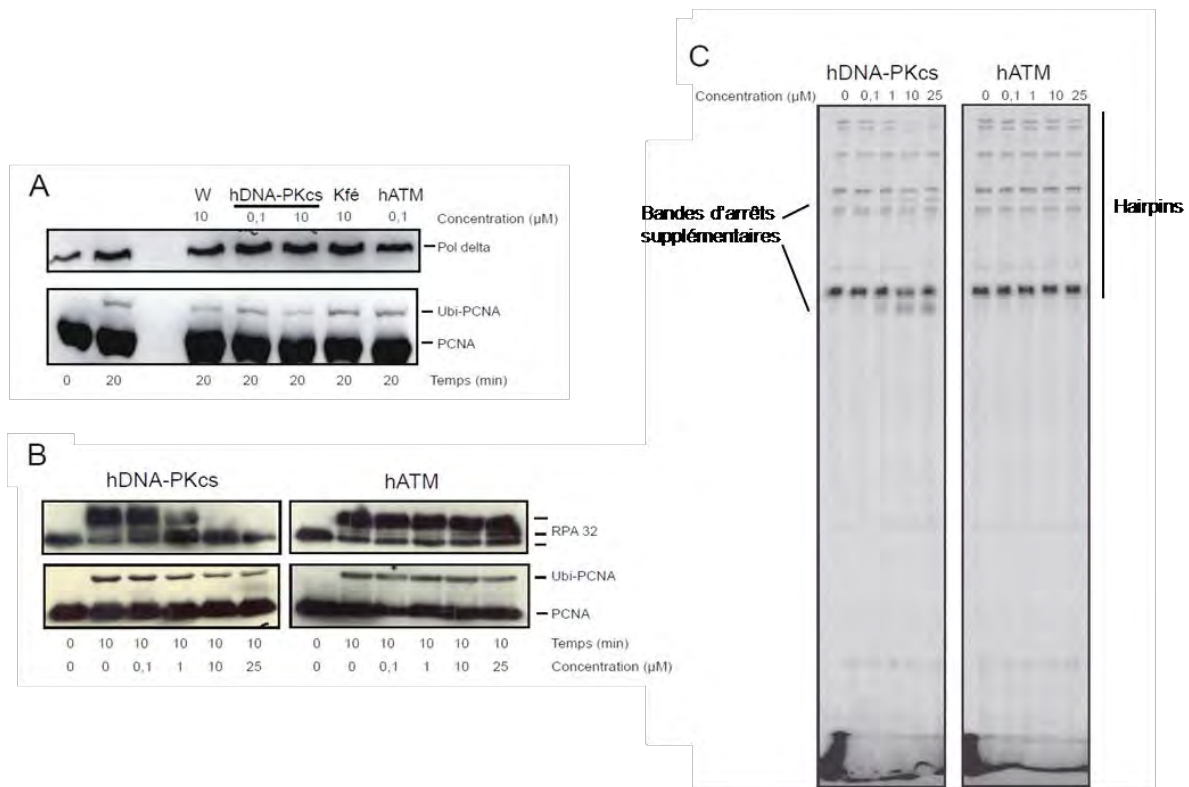 A
W hDNA-PKcs Kfé hATM
10 0,1 10 10 0,1 Concentration (µM)
Pol delta
Ubi-PCNA
PCNA
0 20 20 20 20 20 20 Temps (min)
B
hDNA-PKcs hATM
RPA 32
Ubi-PCNA
PCNA
0 10 10 10 10 10 0 10 10 10 10 10 Temps (min)
0 0 0,1 1 10 25 0 0 0,1 1 10 25 Concentration (µM)
C
hDNA-PKcs hATM
Concentration (µM) 0 0,1 1 10 25 0 0,1 1 10 25
Bandes d'arrêts
supplémentaires
Hairpins